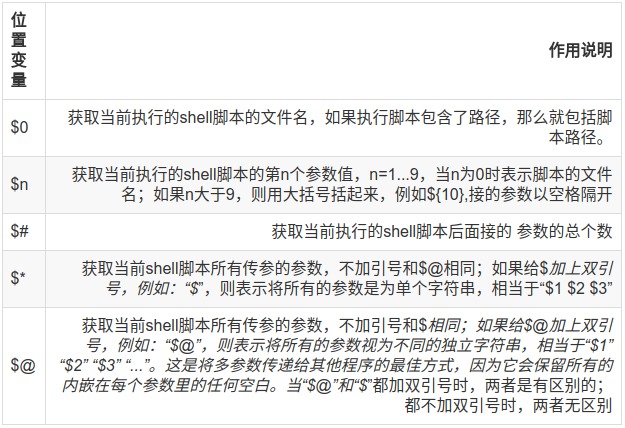 位
置
变
量
作用说明
$0
获取当前执行的shell脚本的文件名，如果执行脚本包含了路径，那么就包括脚
本路径。
$n
获取当前执行的shell脚本的第n个参数值，n=1...9，当n为0时表示脚本的文件
名；如果n大于9，则用大括号括起来，例如${10},接的参数以空格隔开
$#
获取当前执行的shell脚本后面接的 参数的总个数
$*
获取当前shell脚本所有传参的参数，不加引号和$@相同；如果给$加上双引
号，例如：“$”，则表示将所有的参数是为单个字符串，相当于“$1 $2 $3”
$@
获取当前shell脚本所有传参的参数，不加引号和$相同；如果给$@加上双引
号，例如：“$@”，则表示将所有的参数视为不同的独立字符串，相当于“$1”
“$2” “$3” “...”。这是将多参数传递给其他程序的最佳方式，因为它会保留所有的
内嵌在每个参数里的任何空白。当“$@”和“$”都加双引号时，两者是有区别的；
都不加双引号时，两者无区别